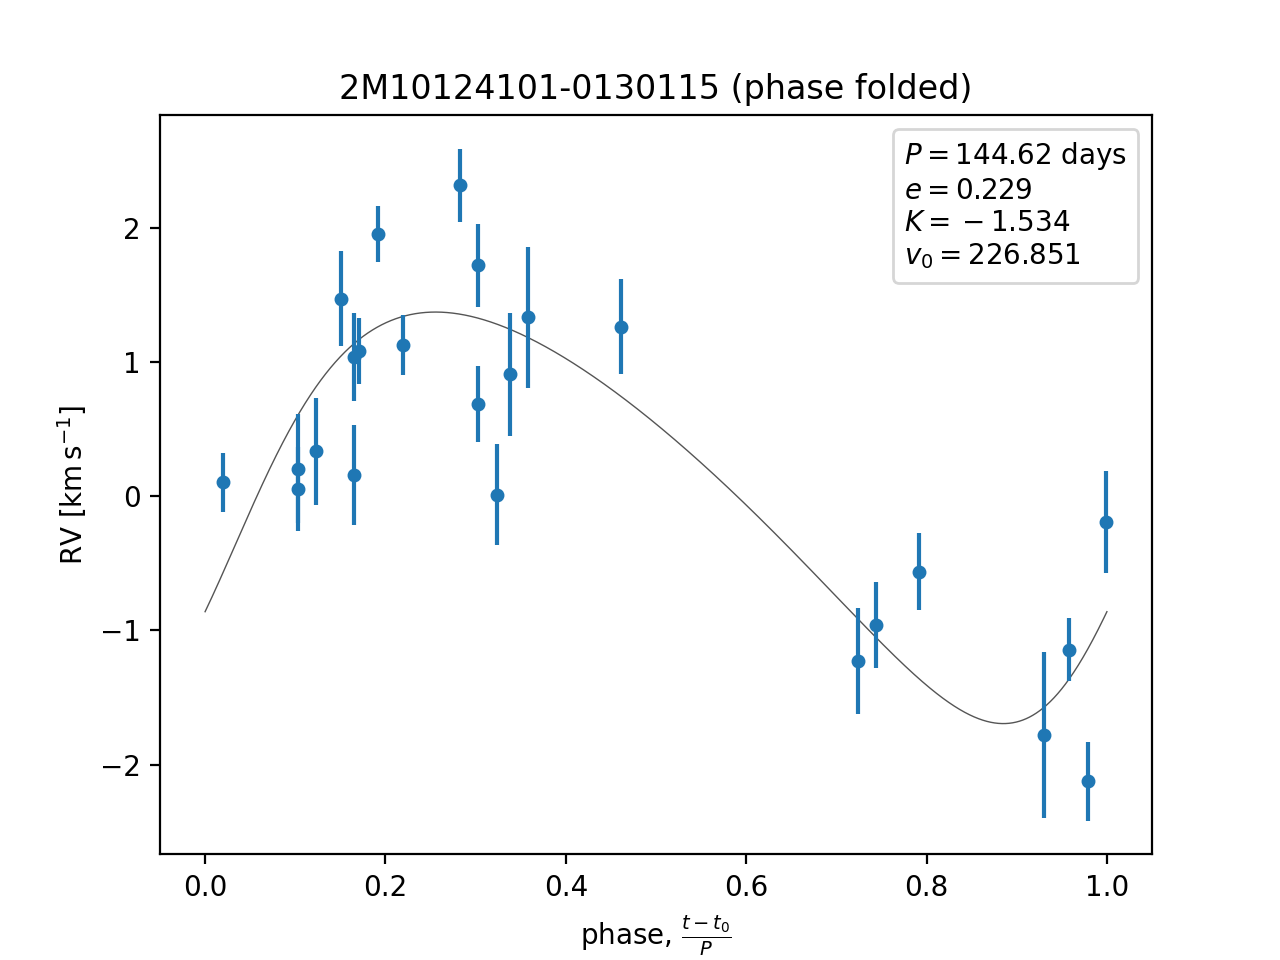 2M10124101-0130115 (phase folded)
P = 144.62 days
e = 0.229
K = −1.534
v₀ = 226.851
RV [km s⁻¹]
2
1
0
−1
−2
0.0 0.2 0.4 0.6 0.8 1.0
phase, (t − t₀)/P